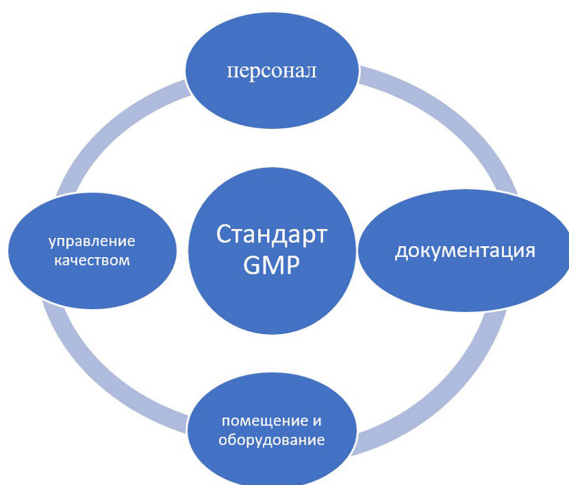 персонал
управление
качеством
Стандарт
GMP
документация
помещение и
оборудование